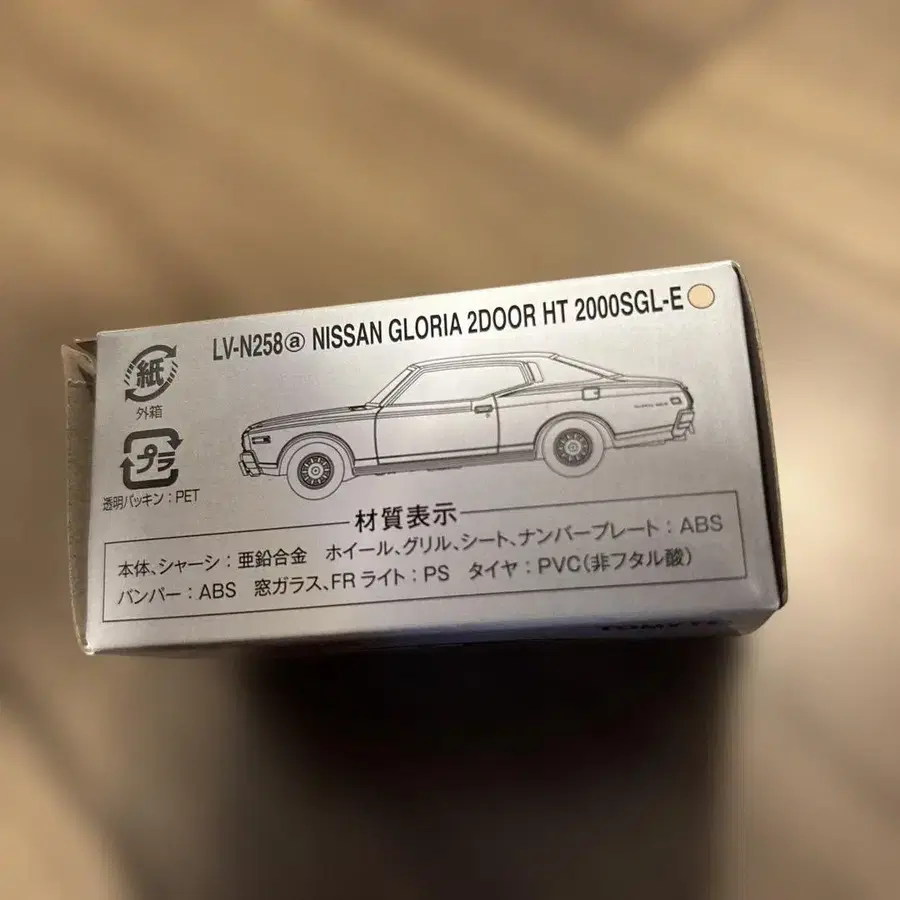 LV-N258ⓐ NISSAN GLORIA 2DOOR HT 2000SGL-E
紙
外箱
プラ
透明パッキン：PET
材質表示
本体、シャーシ：亜鉛合金　ホイール、グリル、シート、ナンバープレート：ABS
バンパー：ABS　窓ガラス、FRライト：PS　タイヤ：PVC（非フタル酸）